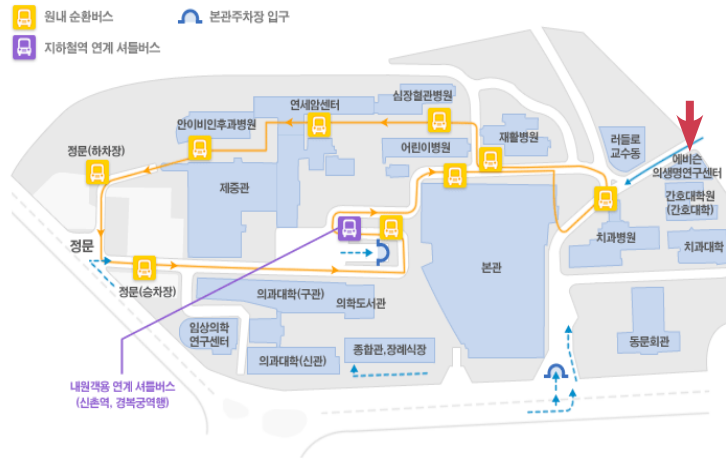 원내 순환버스
본관주차장 입구
지하철역 연계 셔틀버스
심장혈관병원
연세암센터
안이비인후과병원
재활병원
러들로
교수동
어린이병원
정문(하차장)
에비슨
의생명연구센터
제중관
간호대학원
(간호대학)
정문
치과병원
치과대학
본관
정문(승차장)
의과대학(구관)
의학도서관
임상의학
연구센터
종합관,장례식장
동문회관
의과대학(신관)
내원객용 연계 셔틀버스
(신촌역, 경복궁역행)